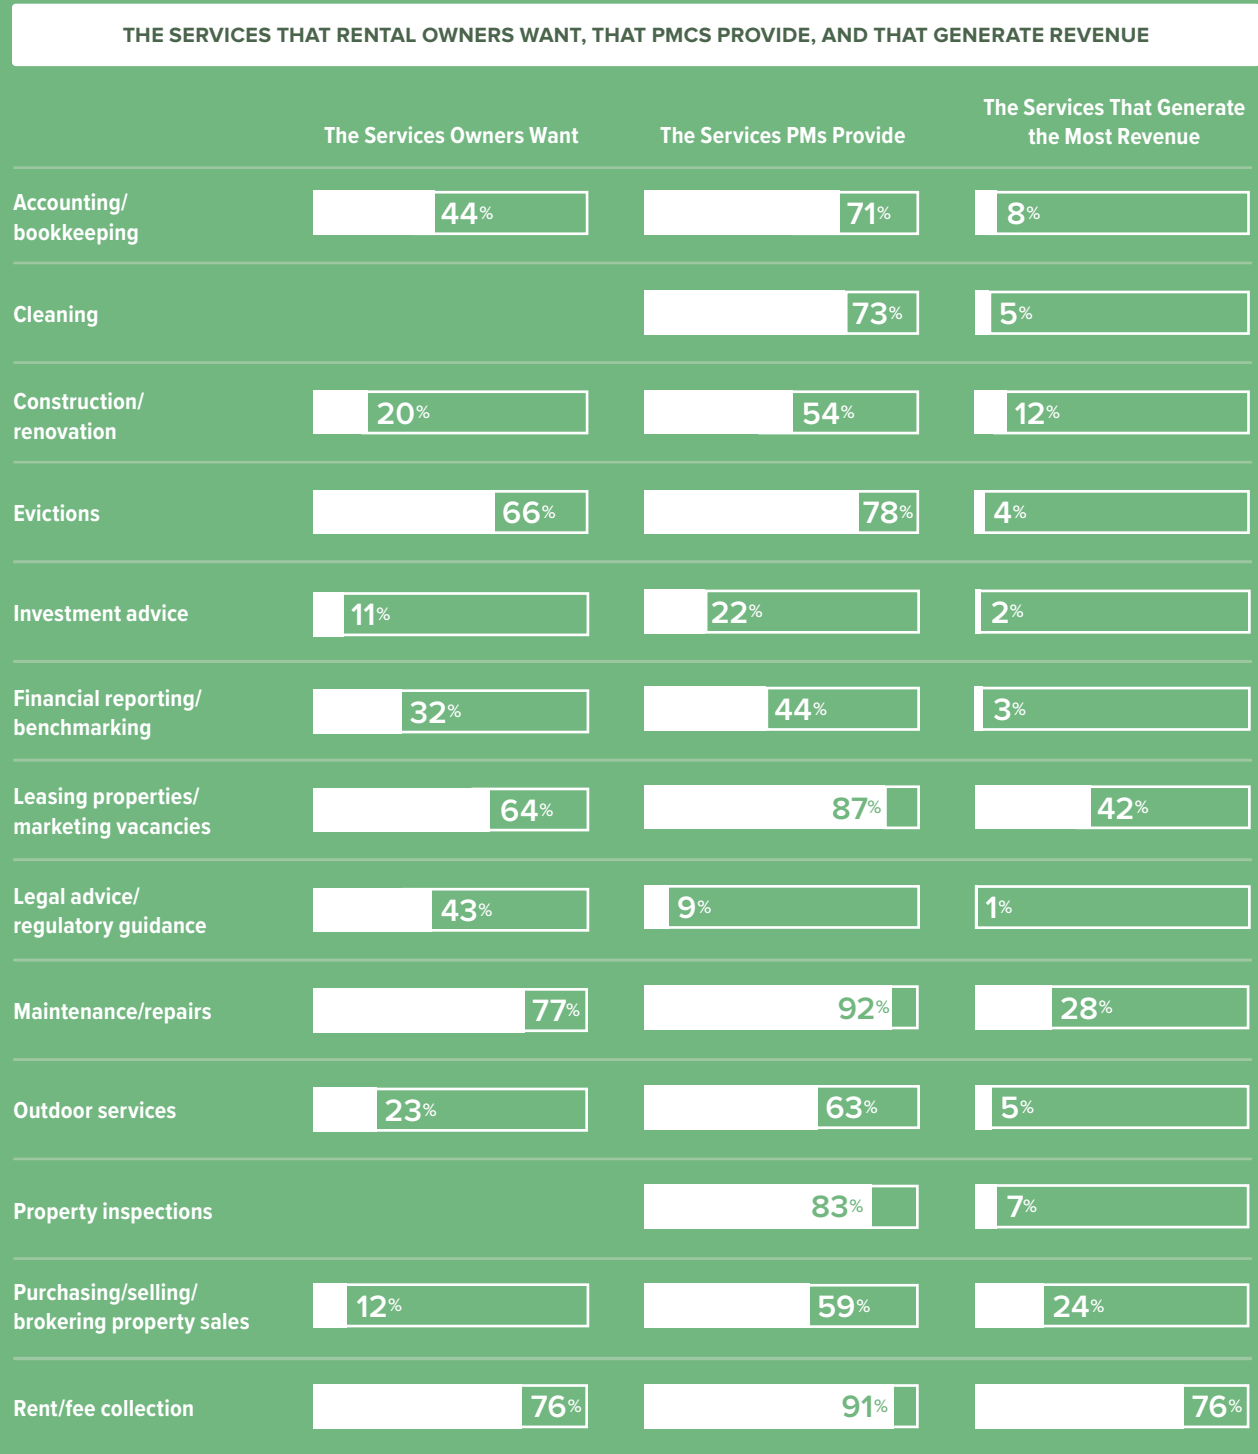 THE SERVICES THAT RENTAL OWNERS WANT, THAT PMCS PROVIDE, AND THAT GENERATE REVENUE
The Services Owners Want
The Services PMs Provide
The Services That Generate
the Most Revenue
Accounting/
bookkeeping
44%
71%
8%
Cleaning
73%
5%
Construction/
renovation
20%
54%
12%
Evictions
66%
78%
4%
Investment advice
11%
22%
2%
Financial reporting/
benchmarking
32%
44%
3%
Leasing properties/
marketing vacancies
64%
87%
42%
Legal advice/
regulatory guidance
43%
9%
1%
Maintenance/repairs
77%
92%
28%
Outdoor services
23%
63%
5%
Property inspections
83%
7%
Purchasing/selling/
brokering property sales
12%
59%
24%
Rent/fee collection
76%
91%
76%